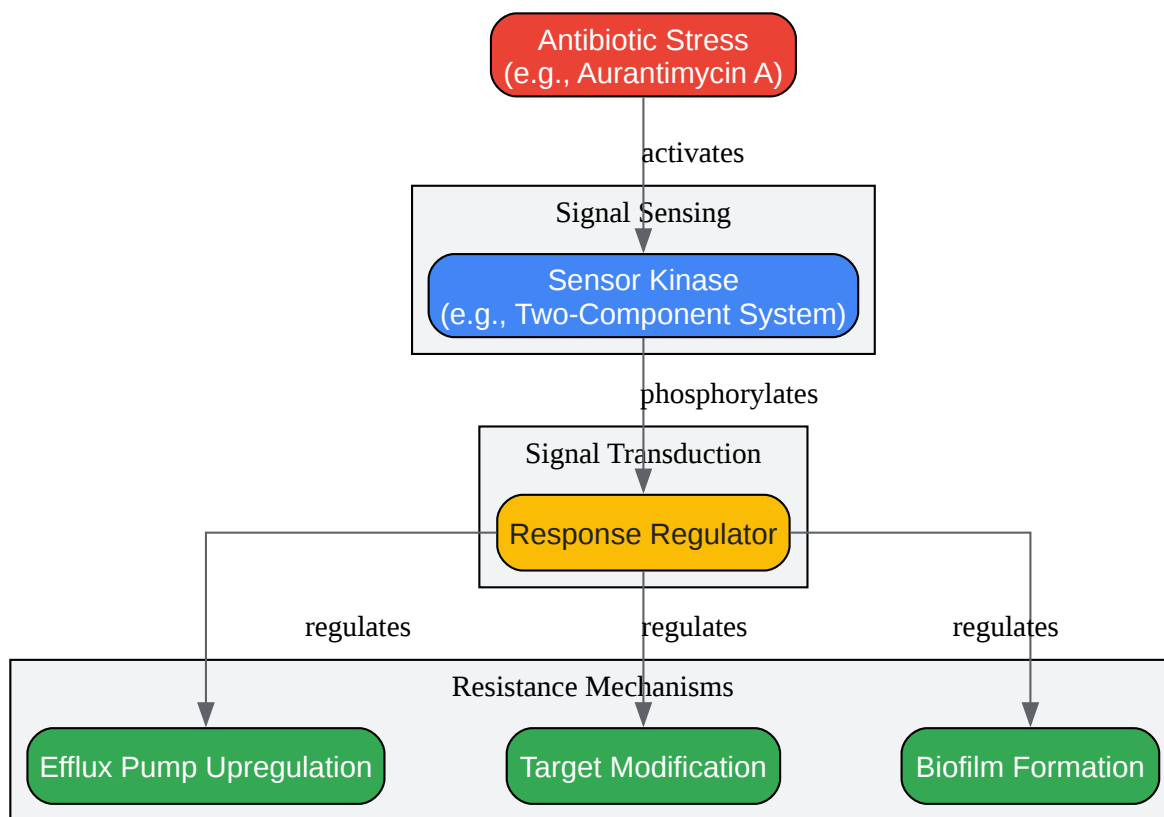 Antibiotic Stress
(e.g., Aurantimycin A)
activates
Signal Sensing
Sensor Kinase
(e.g., Two-Component System)
phosphorylates
Signal Transduction
Response Regulator
regulates
regulates
regulates
Resistance Mechanisms
Efflux Pump Upregulation
Target Modification
Biofilm Formation